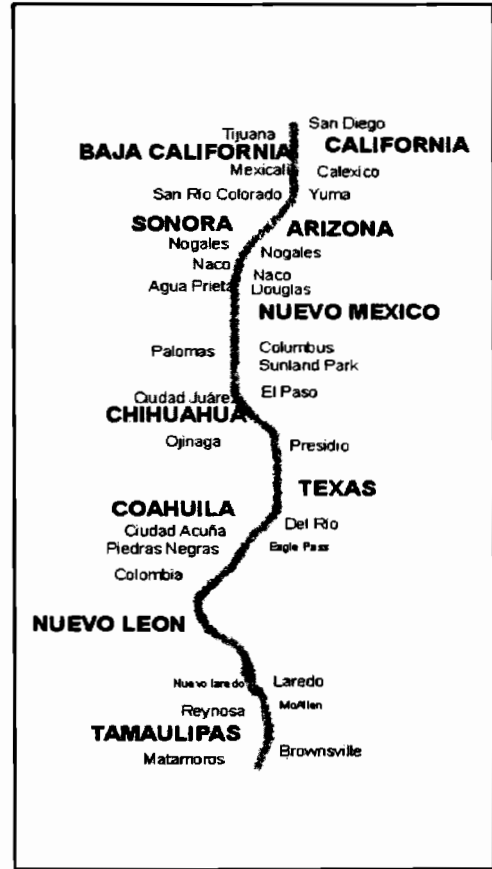 San Diego
Tijuana
CALIFORNIA
BAJA CALIFORNIA
Mexicali
Calexico
San Río Colorado
Yuma
SONORA
ARIZONA
Nogales
Nogales
Naco
Naco
Agua Prieta
Douglas
NUEVO MEXICO
Palomas
Columbus
Sunland Park
Ciudad Juárez
El Paso
CHIHUAHUA
Ojinaga
Presidio
TEXAS
COAHUILA
Del Río
Ciudad Acuña
Piedras Negras
Eagle Pass
Colombia
NUEVO LEON
Nuevo laredo
Laredo
Reynosa
McAllen
TAMAULIPAS
Brownsville
Matamoros